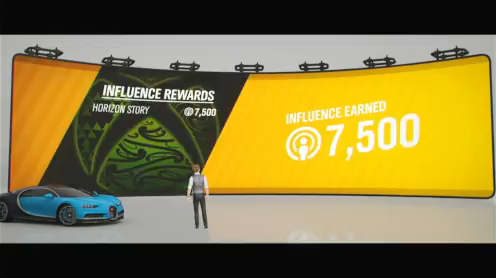 INFLUENCE REWARDS
HORIZON STORY 7,500
INFLUENCE EARNED
7,500